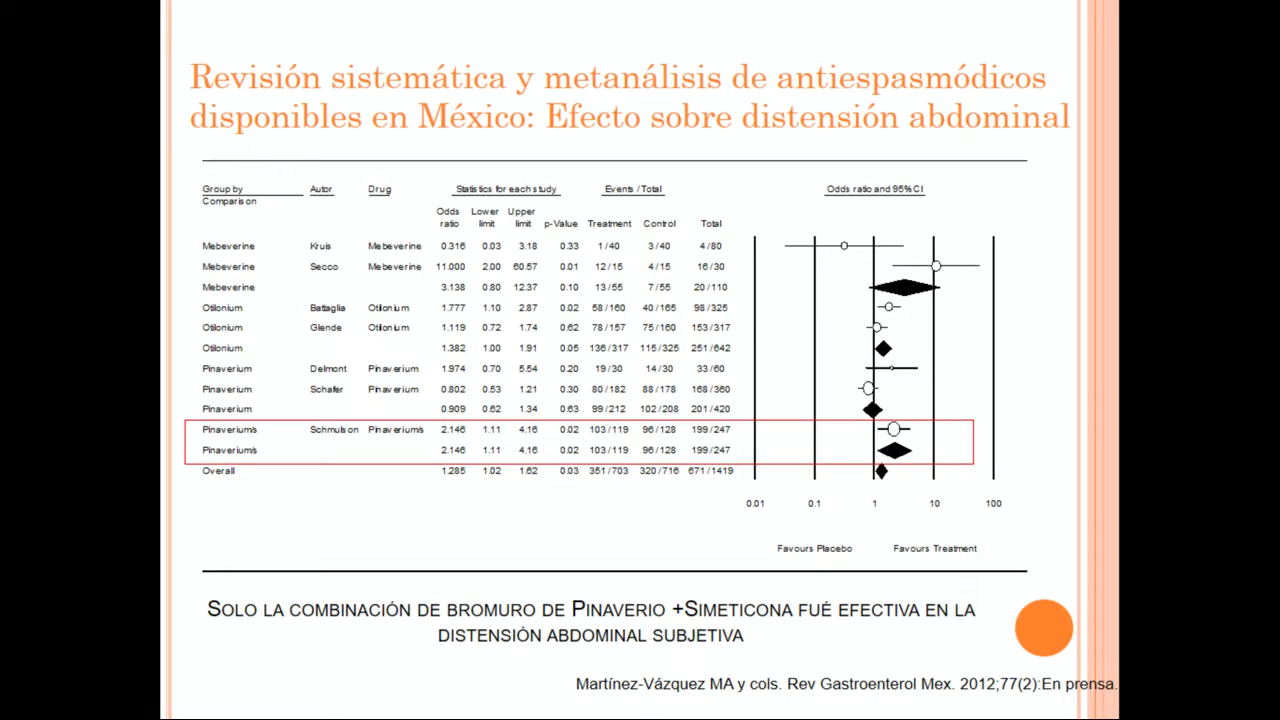 Revisión sistemática y metanálisis de antiespasmódicos
disponibles en México: Efecto sobre distensión abdominal
Group by Autor Drug Statistics for each study Events / Total Odds ratio and 95% CI
Comparison
Odds Lower Upper
ratio limit limit p-Value Treatment Control Total
Mebeverine Kruis Mebeverine 0.316 0.03 3.18 0.33 1 / 40 3 / 40 4 / 80
Mebeverine Secco Mebeverine 11.000 2.00 60.57 0.01 12 / 15 4 / 15 16 / 30
Mebeverine 3.138 0.80 12.37 0.10 13 / 55 7 / 55 20 / 110
Otilonium Battaglia Otilonium 1.777 1.10 2.87 0.02 58 / 160 40 / 165 98 / 325
Otilonium Glende Otilonium 1.119 0.72 1.74 0.62 78 / 157 75 / 160 153 / 317
Otilonium 1.382 1.00 1.91 0.05 136 / 317 115 / 325 251 / 642
Pinaverium Delmont Pinaverium 1.974 0.70 5.54 0.20 19 / 30 14 / 30 33 / 60
Pinaverium Schafer Pinaverium 0.802 0.53 1.21 0.30 80 / 182 88 / 178 168 / 360
Pinaverium 0.909 0.62 1.34 0.63 99 / 212 102 / 208 201 / 420
Pinaverium/s Schmulson Pinaverium/s 2.146 1.11 4.16 0.02 103 / 119 96 / 128 199 / 247
Pinaverium/s 2.146 1.11 4.16 0.02 103 / 119 96 / 128 199 / 247
Overall 1.285 1.02 1.62 0.03 351 / 703 320 / 716 671 / 1419
0.01 0.1 1 10 100
Favours Placebo Favours Treatment
SOLO LA COMBINACIÓN DE BROMURO DE PINAVERIO +SIMETICONA FUÉ EFECTIVA EN LA
DISTENSIÓN ABDOMINAL SUBJETIVA
Martínez-Vázquez MA y cols. Rev Gastroenterol Mex. 2012;77(2):En prensa.